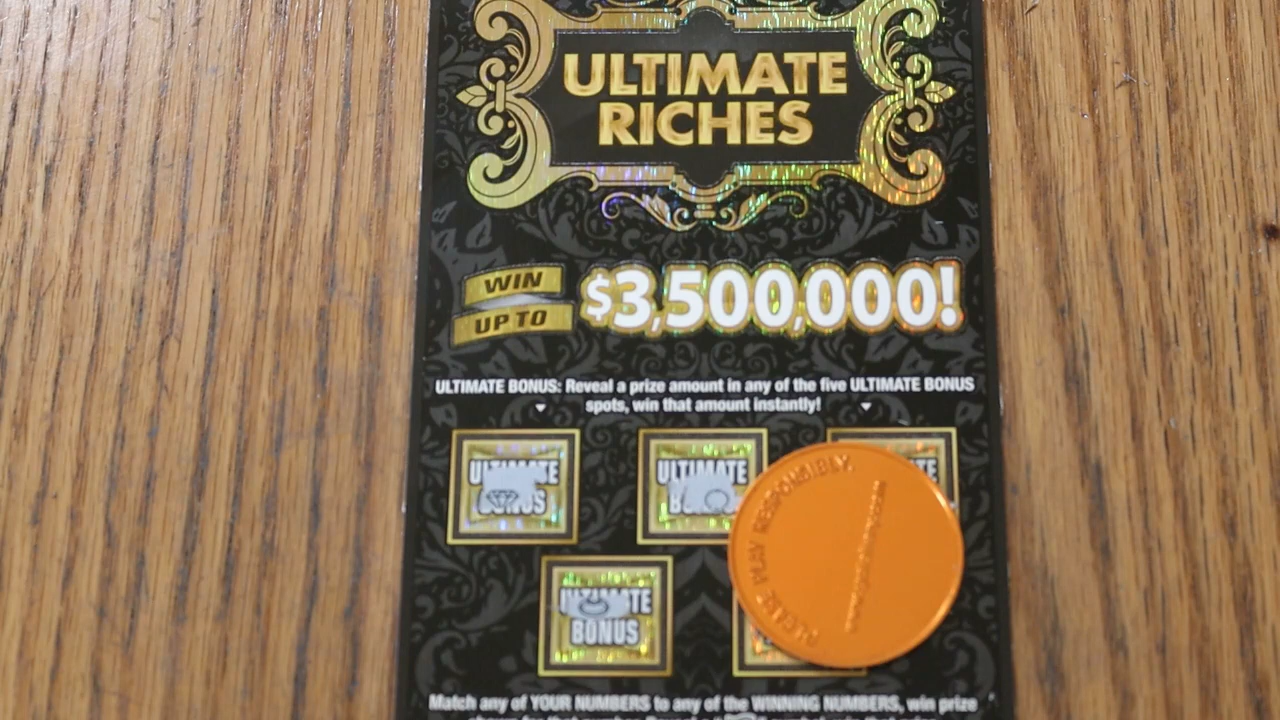 ULTIMATE
RICHES
WIN
UP TO
$3,500,000!
ULTIMATE BONUS: Reveal a prize amount in any of the five ULTIMATE BONUS
spots, win that amount instantly!
ULTIMATE
BONUS
ULTIMATE
PLEASE PLAY RESPONSIBLY.
ULTIMATE
BONUS
Match any of YOUR NUMBERS to any of the WINNING NUMBERS, win prize